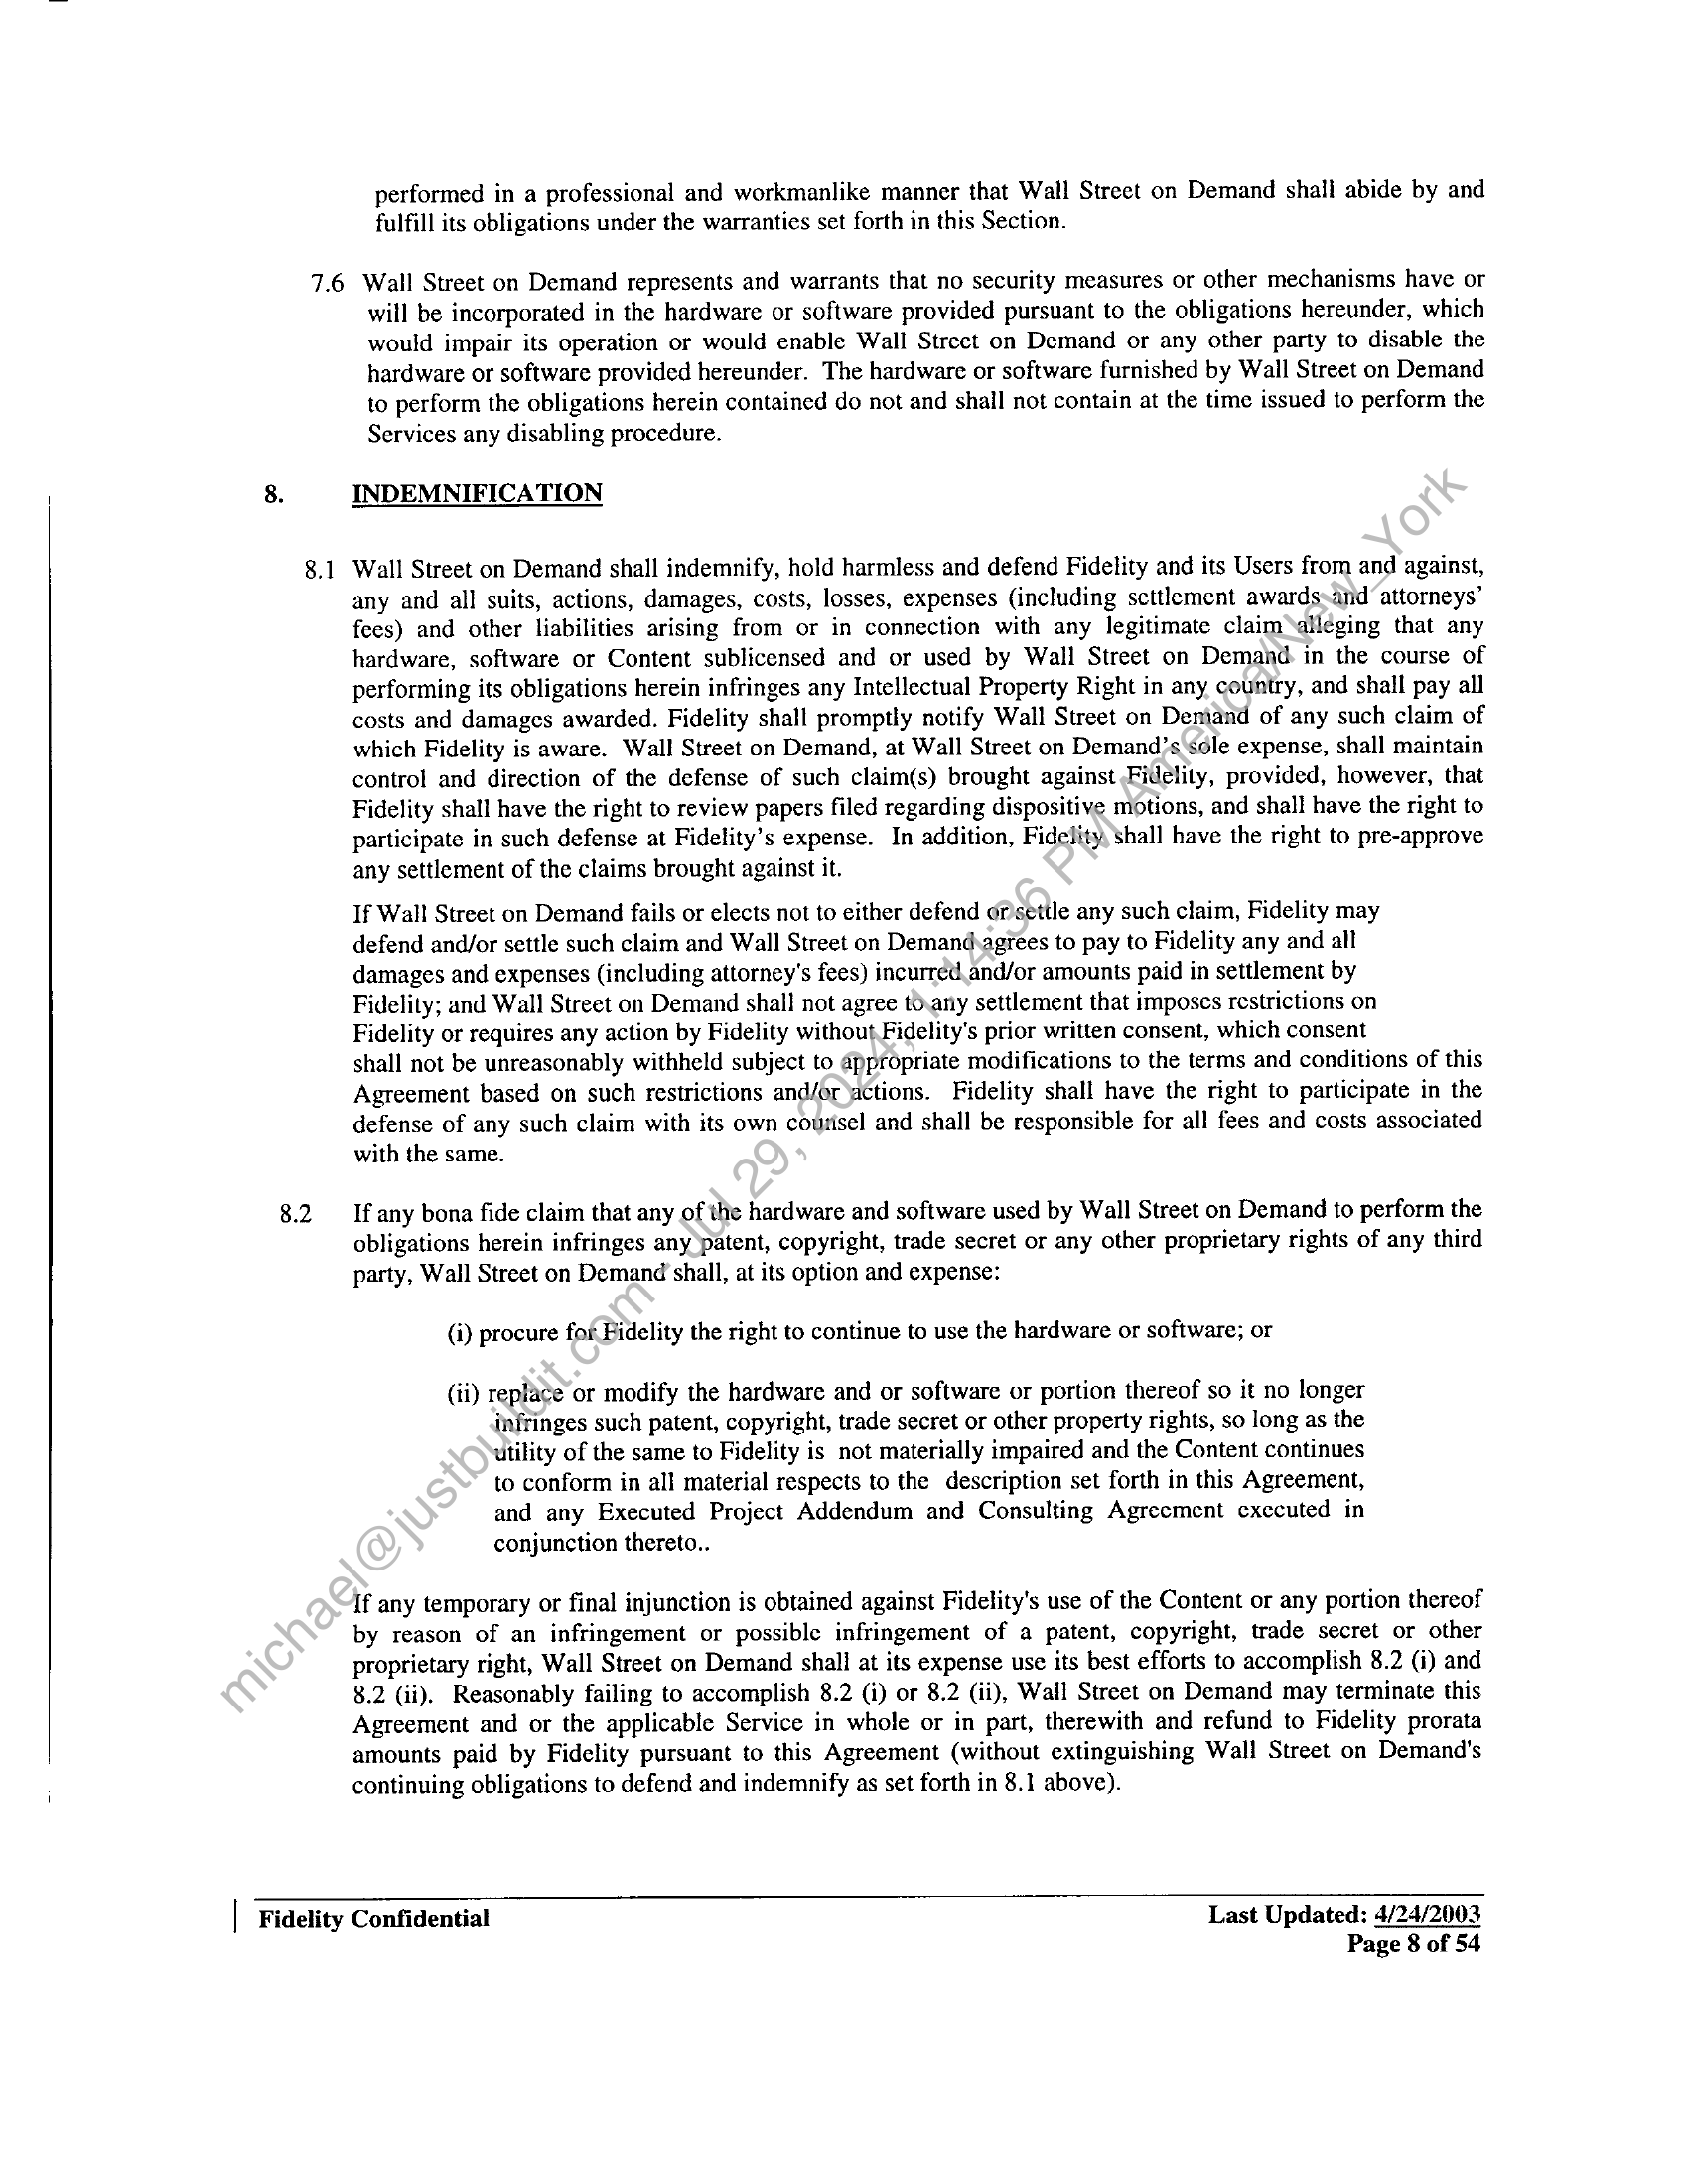 performed in a professional and workmanlike manner that Wall Street on Demand shall abide by and
fulfill its obligations under the warranties set forth in this Section.
7.6 Wall Street on Demand represents and warrants that no security measures or other mechanisms have or
will be incorporated in the hardware or software provided pursuant to the obligations hereunder, which
would impair its operation or would enable Wall Street on Demand or any other party to disable the
hardware or software provided hereunder. The hardware or software furnished by Wall Street on Demand
to perform the obligations herein contained do not and shall not contain at the time issued to perform the
Services any disabling procedure.
8. INDEMNIFICATION
8.1 Wall Street on Demand shall indemnify, hold harmless and defend Fidelity and its Users from and against,
any and all suits, actions, damages, costs, losses, expenses (including settlement awards and attorneys’
fees) and other liabilities arising from or in connection with any legitimate claim alleging that any
hardware, software or Content sublicensed and or used by Wall Street on Demand in the course of
performing its obligations herein infringes any Intellectual Property Right in any country, and shall pay all
costs and damages awarded. Fidelity shall promptly notify Wall Street on Demand of any such claim of
which Fidelity is aware. Wall Street on Demand, at Wall Street on Demand’s sole expense, shall maintain
control and direction of the defense of such claim(s) brought against Fidelity, provided, however, that
Fidelity shall have the right to review papers filed regarding dispositive motions, and shall have the right to
participate in such defense at Fidelity’s expense. In addition, Fidelity shall have the right to pre-approve
any settlement of the claims brought against it.
If Wall Street on Demand fails or elects not to either defend or settle any such claim, Fidelity may
defend and/or settle such claim and Wall Street on Demand agrees to pay to Fidelity any and all
damages and expenses (including attorney's fees) incurred and/or amounts paid in settlement by
Fidelity; and Wall Street on Demand shall not agree to any settlement that imposes restrictions on
Fidelity or requires any action by Fidelity without Fidelity's prior written consent, which consent
shall not be unreasonably withheld subject to appropriate modifications to the terms and conditions of this
Agreement based on such restrictions and/or actions. Fidelity shall have the right to participate in the
defense of any such claim with its own counsel and shall be responsible for all fees and costs associated
with the same.
8.2 If any bona fide claim that any of the hardware and software used by Wall Street on Demand to perform the
obligations herein infringes any patent, copyright, trade secret or any other proprietary rights of any third
party, Wall Street on Demand shall, at its option and expense:
(i) procure for Fidelity the right to continue to use the hardware or software; or
(ii) replace or modify the hardware and or software or portion thereof so it no longer
infringes such patent, copyright, trade secret or other property rights, so long as the
utility of the same to Fidelity is not materially impaired and the Content continues
to conform in all material respects to the description set forth in this Agreement,
and any Executed Project Addendum and Consulting Agreement executed in
conjunction thereto..
If any temporary or final injunction is obtained against Fidelity's use of the Content or any portion thereof
by reason of an infringement or possible infringement of a patent, copyright, trade secret or other
proprietary right, Wall Street on Demand shall at its expense use its best efforts to accomplish 8.2 (i) and
8.2 (ii). Reasonably failing to accomplish 8.2 (i) or 8.2 (ii), Wall Street on Demand may terminate this
Agreement and or the applicable Service in whole or in part, therewith and refund to Fidelity prorata
amounts paid by Fidelity pursuant to this Agreement (without extinguishing Wall Street on Demand's
continuing obligations to defend and indemnify as set forth in 8.1 above).
Fidelity Confidential
Last Updated: 4/24/2003
Page 8 of 54
michael@justbuildit.com - Jul 29, 2024, 1:14:36 PM America/New_York